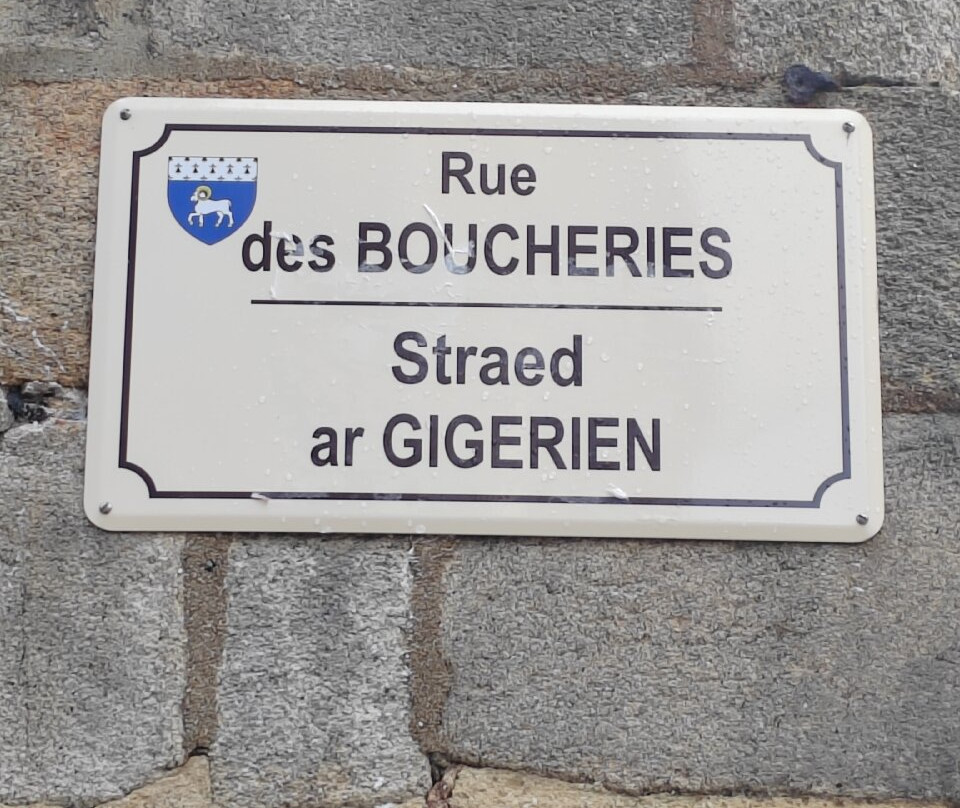 Rue
des BOUCHERIES
Straed
ar GIGERIEN